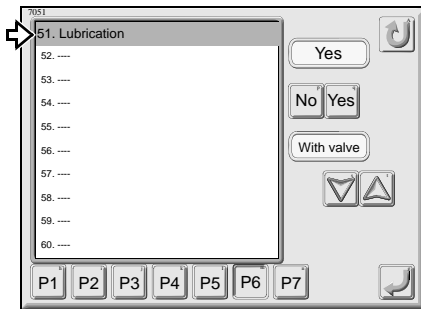 7051
51. Lubrication
52. ----
53. ----
54. ----
55. ----
56. ----
57. ----
58. ----
59. ----
60. ----
Yes
No Yes
With valve
P1 P2 P3 P4 P5 P6 P7